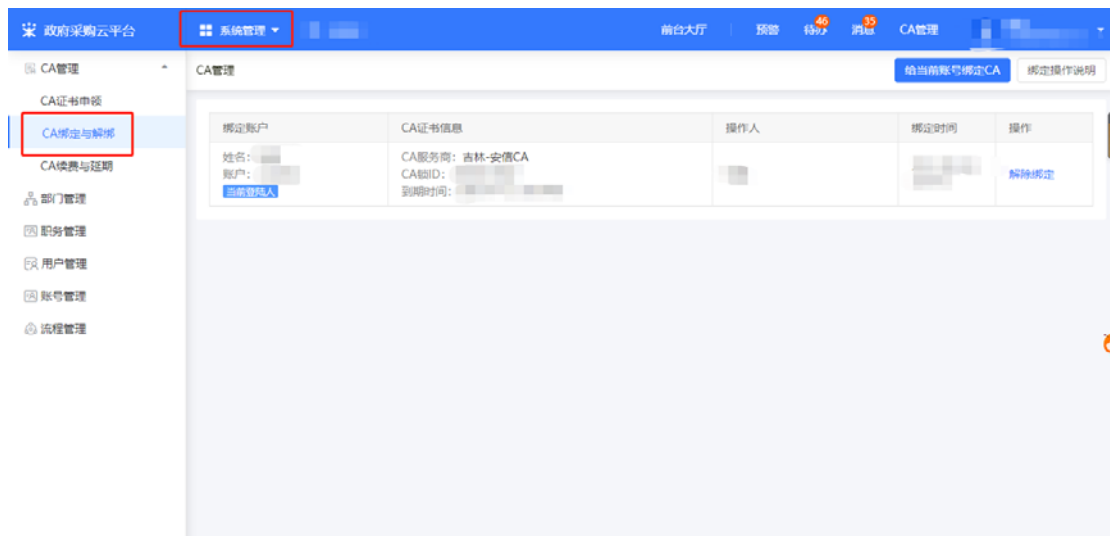 政府采购云平台 系统管理 前台大厅 预警 待办 46 消息 35 CA管理
CA管理
CA证书申领
CA绑定与解绑
CA续费与延期
部门管理
职务管理
用户管理
账号管理
流程管理
CA管理 给当前账号绑定CA 绑定操作说明
绑定账户 CA证书信息 操作人 绑定时间 操作
姓名: CA服务商: 吉林-安信CA
账户: CA锁ID: 解除绑定
当前登陆人 到期时间: